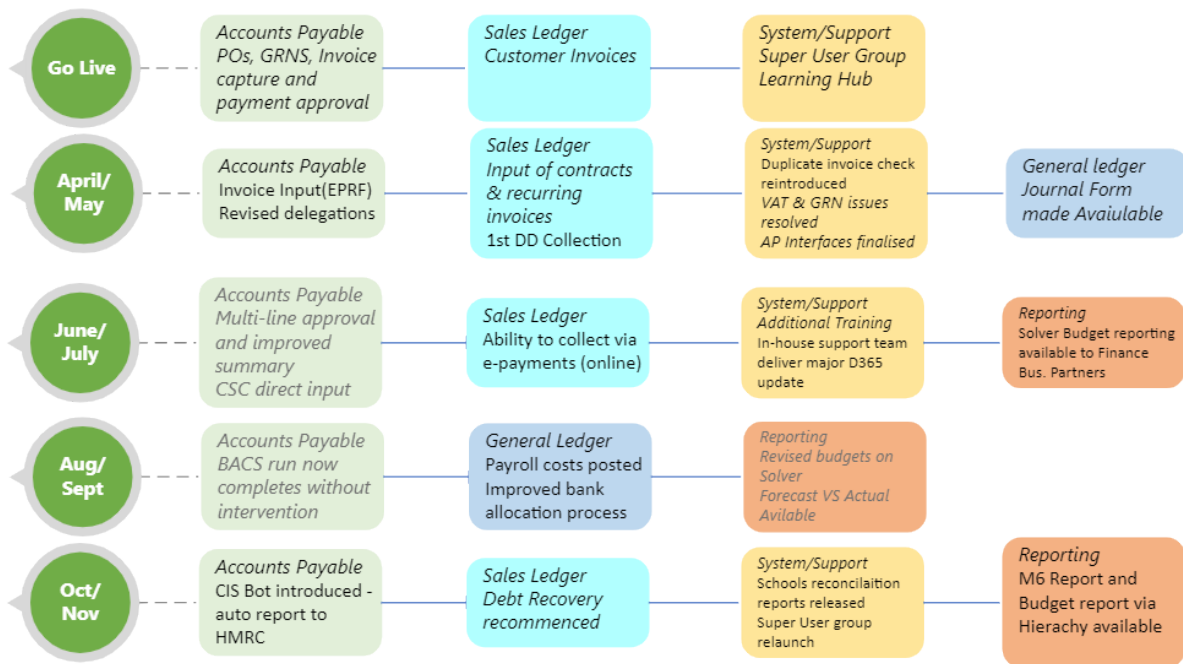 Go Live
Accounts Payable
POs, GRNS, Invoice
capture and
payment approval
Sales Ledger
Customer Invoices
System/Support
Super User Group
Learning Hub
April/
May
Accounts Payable
Invoice Input(EPRF)
Revised delegations
Sales Ledger
Input of contracts
& recurring
invoices
1st DD Collection
System/Support
Duplicate invoice check
reintroduced
VAT & GRN issues
resolved
AP Interfaces finalised
General ledger
Journal Form
made Avaiulable
June/
July
Accounts Payable
Multi-line approval
and improved
summary
CSC direct input
Sales Ledger
Ability to collect via
e-payments (online)
System/Support
Additional Training
In-house support team
deliver major D365
update
Reporting
Solver Budget reporting
available to Finance
Bus. Partners
Aug/
Sept
Accounts Payable
BACS run now
completes without
intervention
General Ledger
Payroll costs posted
Improved bank
allocation process
Reporting
Revised budgets on
Solver
Forecast VS Actual
Avilable
Oct/
Nov
Accounts Payable
CIS Bot introduced -
auto report to
HMRC
Sales Ledger
Debt Recovery
recommenced
System/Support
Schools reconcilaition
reports released
Super User group
relaunch
Reporting
M6 Report and
Budget report via
Hierachy available